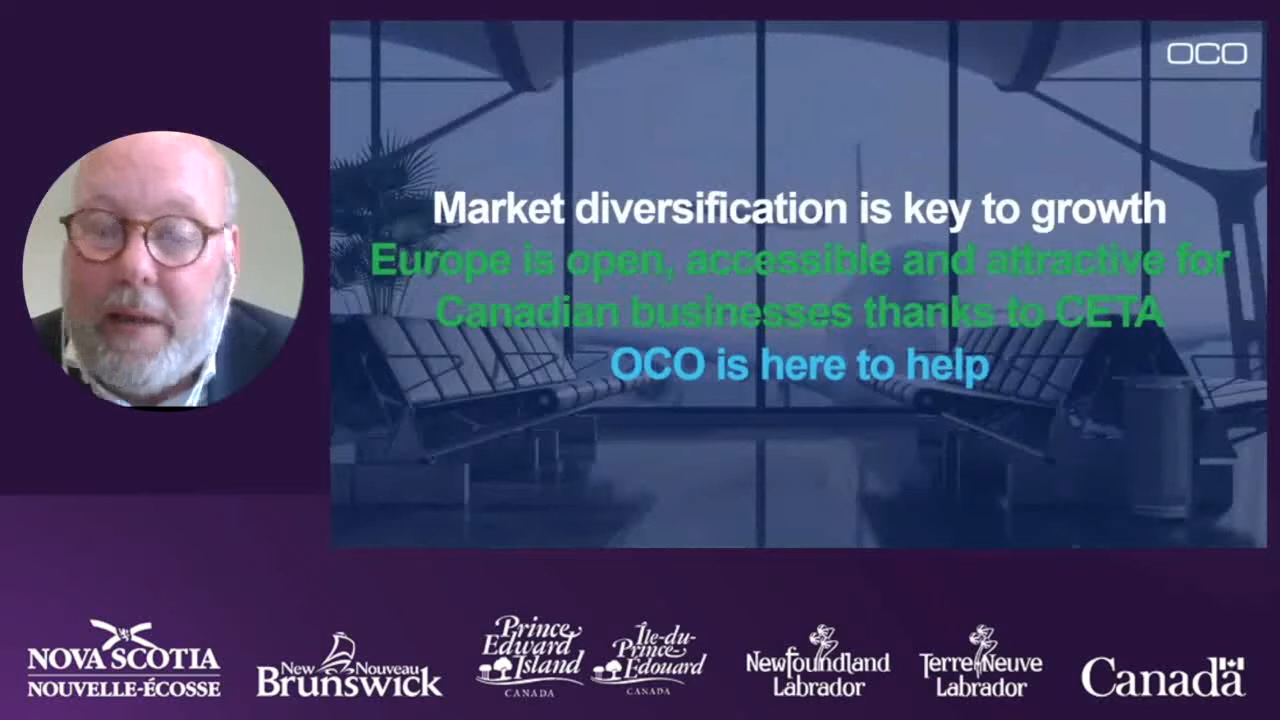 OCO
Market diversification is key to growth
Europe is open, accessible and attractive for
Canadian businesses thanks to CETA
OCO is here to help
NOVA SCOTIA
NOUVELLE-ÉCOSSE
New Nouveau
Brunswick
Prince
Edward
Island
CANADA
Île-du-
Prince
Édouard
CANADA
Newfoundland
Labrador
Terre Neuve
Labrador
Canada